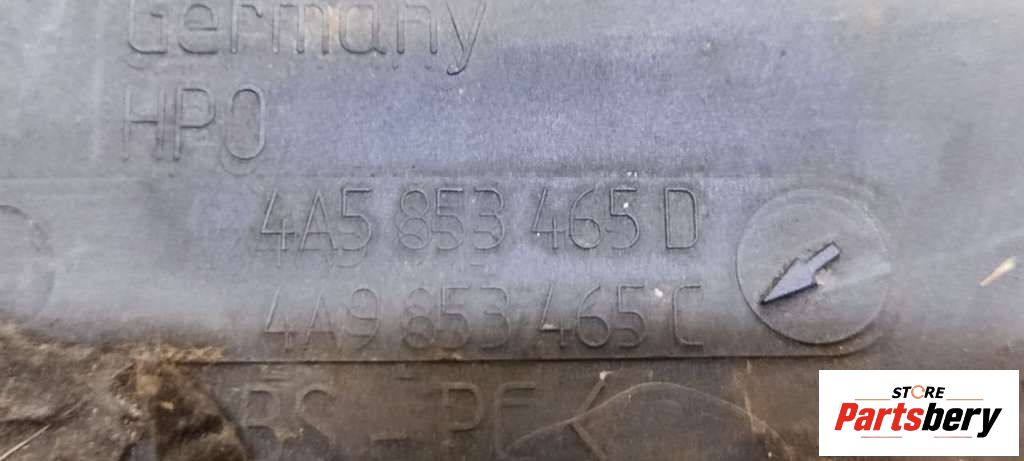 Germany
HPO
4A5 853 465 D
4A9 853 465 C
STORE
Partsbery